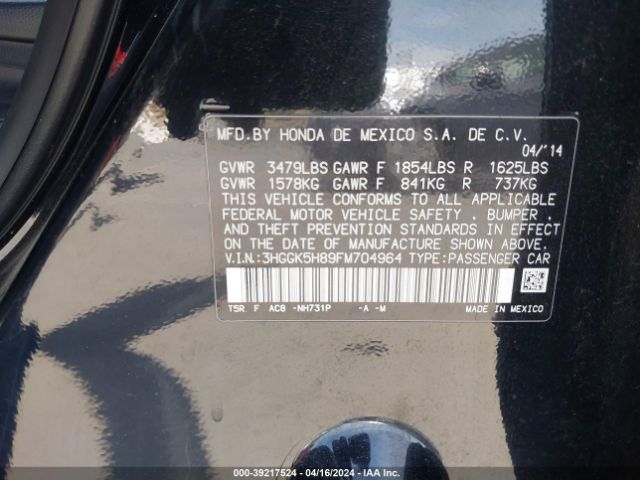 MFD.BY HONDA DE MEXICO S.A. DE C.V.
04/'14
GVWR 3479LBS GAWR F 1854LBS R 1625LBS
GVWR 1578KG GAWR F 841KG R 737KG
THIS VEHICLE CONFORMS TO ALL APPLICABLE
FEDERAL MOTOR VEHICLE SAFETY . BUMPER .
AND THEFT PREVENTION STANDARDS IN EFFECT
ON THE DATE OF MANUFACTURE SHOWN ABOVE.
V.I.N:3HGGK5H89FM704964 TYPE:PASSENGER CAR
T5R F AC8 -NH731P -A -M MADE IN MEXICO
000-39217524 - 04/16/2024 - IAA Inc.